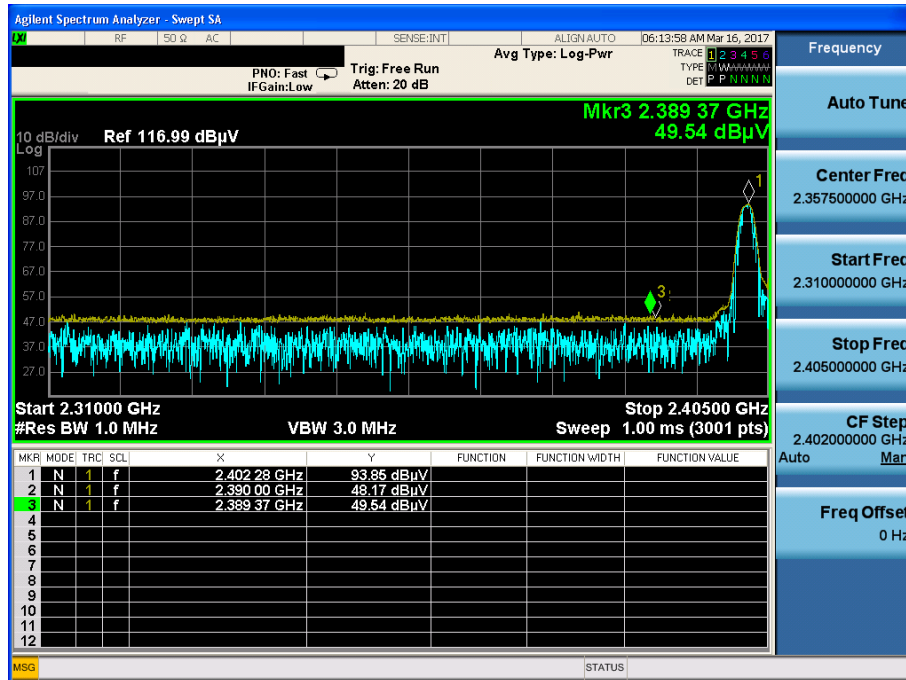 Agilent Spectrum Analyzer - Swept SA
LXI RF 50 Ω AC SENSE:INT ALIGN AUTO 06:13:58 AM Mar 16, 2017
PNO: Fast Trig: Free Run Avg Type: Log-Pwr TRACE 1 2 3 4 5 6
IFGain:Low Atten: 20 dB TYPE M W W W W W
DET P P N N N N
Mkr3 2.389 37 GHz
49.54 dBµV
10 dB/div Ref 116.99 dBµV
Log
107
97.0
87.0
77.0
67.0
57.0
47.0
37.0
27.0
1
3
Start 2.31000 GHz Stop 2.40500 GHz
#Res BW 1.0 MHz VBW 3.0 MHz Sweep 1.00 ms (3001 pts)
MKR MODE TRC SCL X Y FUNCTION FUNCTION WIDTH FUNCTION VALUE
1 N 1 f 2.402 28 GHz 93.85 dBµV
2 N 1 f 2.390 00 GHz 48.17 dBµV
3 N 1 f 2.389 37 GHz 49.54 dBµV
4
5
6
7
8
9
10
11
12
MSG STATUS
Frequency
Auto Tune
Center Freq
2.357500000 GHz
Start Freq
2.310000000 GHz
Stop Freq
2.405000000 GHz
CF Step
2.402000000 GHz
Auto Man
Freq Offset
0 Hz